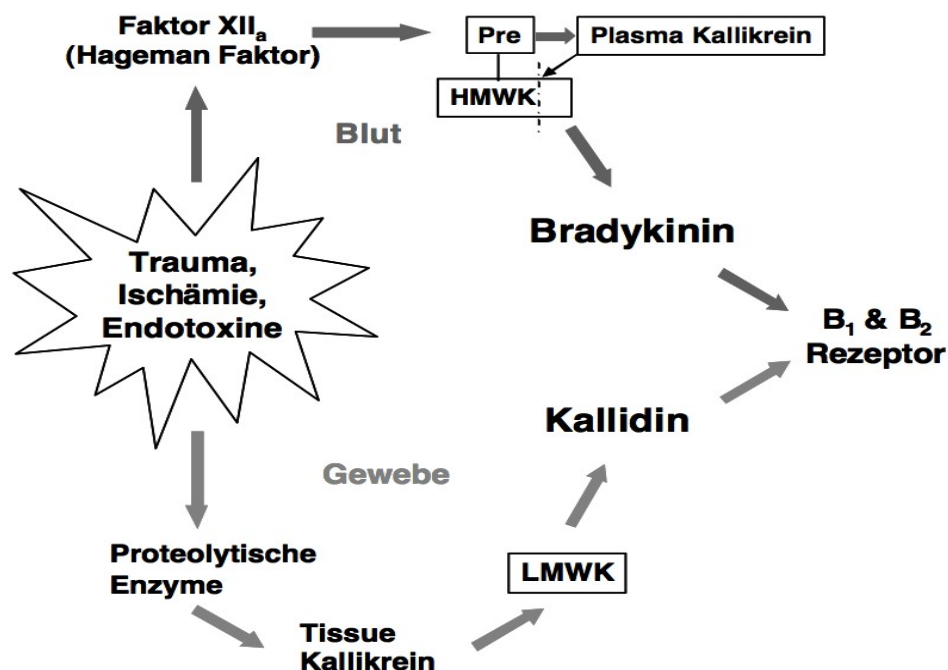 Faktor XIIa
(Hageman Faktor)
Pre
Plasma Kallikrein
HMWK
Blut
Bradykinin
Trauma,
Ischämie,
Endotoxine
B1 & B2
Rezeptor
Kallidin
Gewebe
Proteolytische
Enzyme
LMWK
Tissue
Kallikrein